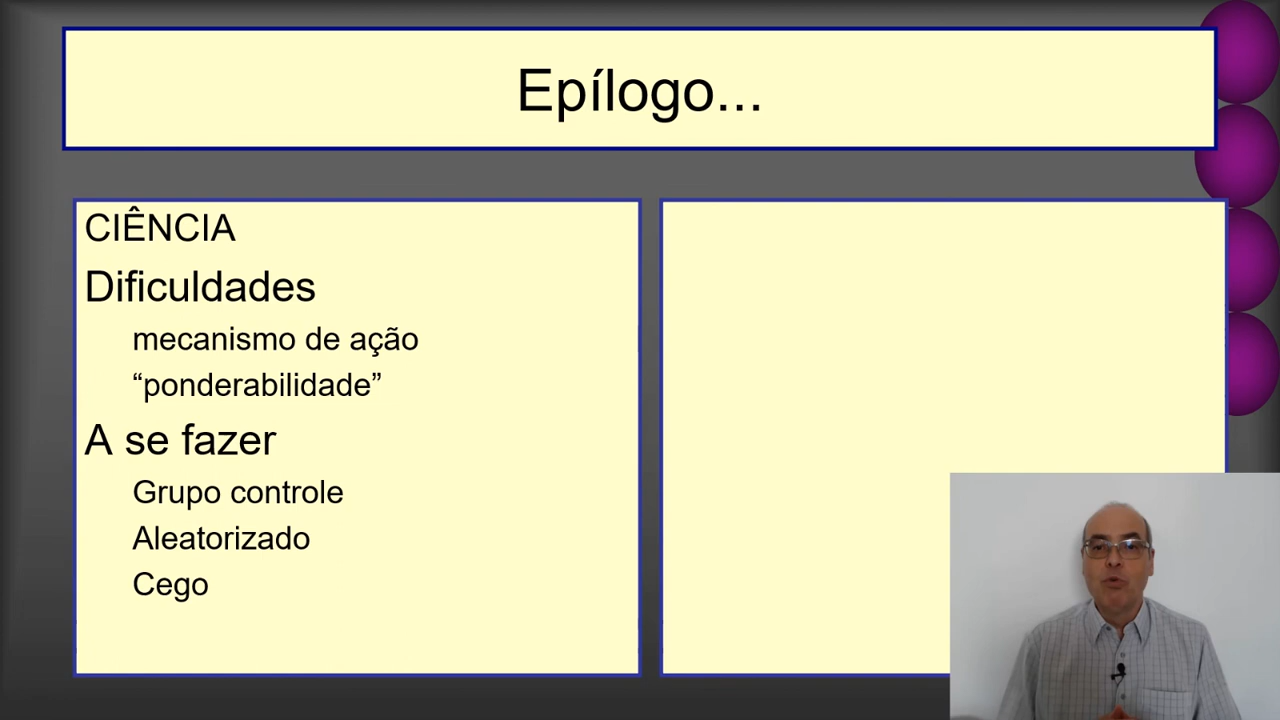 Epílogo...
CIÊNCIA
Dificuldades
mecanismo de ação
“ponderabilidade”
A se fazer
Grupo controle
Aleatorizado
Cego